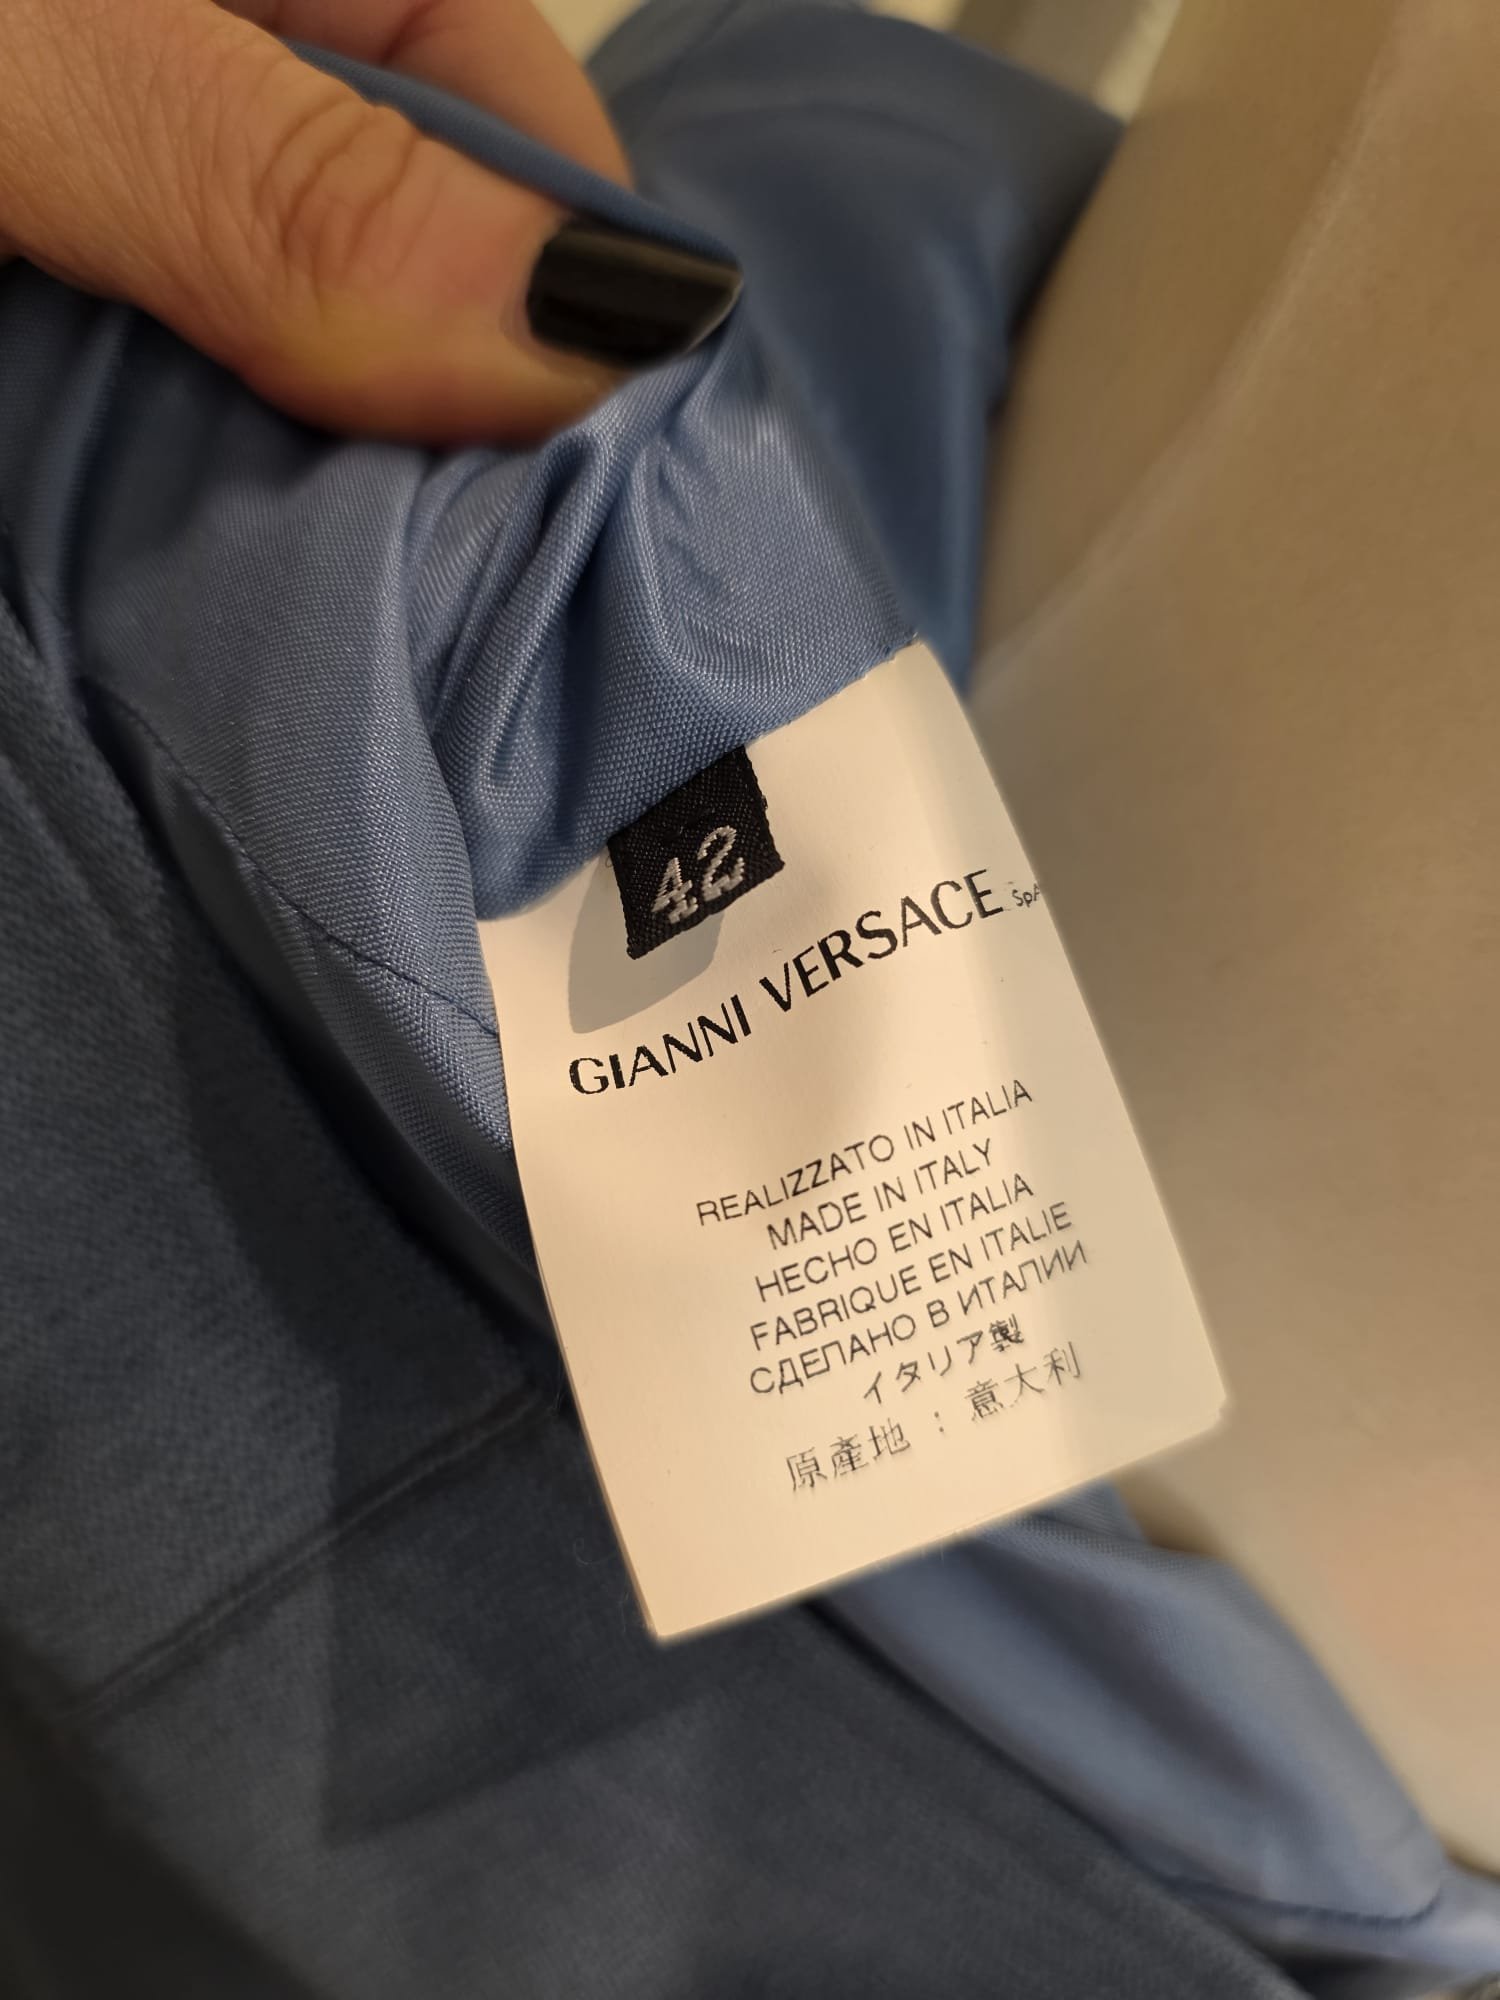 42
GIANNI VERSACE SpA
REALIZZATO IN ITALIA
MADE IN ITALY
HECHO EN ITALIA
FABRIQUE EN ITALIE
СДЕЛАНО В ИТАЛИИ
イタリア製
原產地：意大利